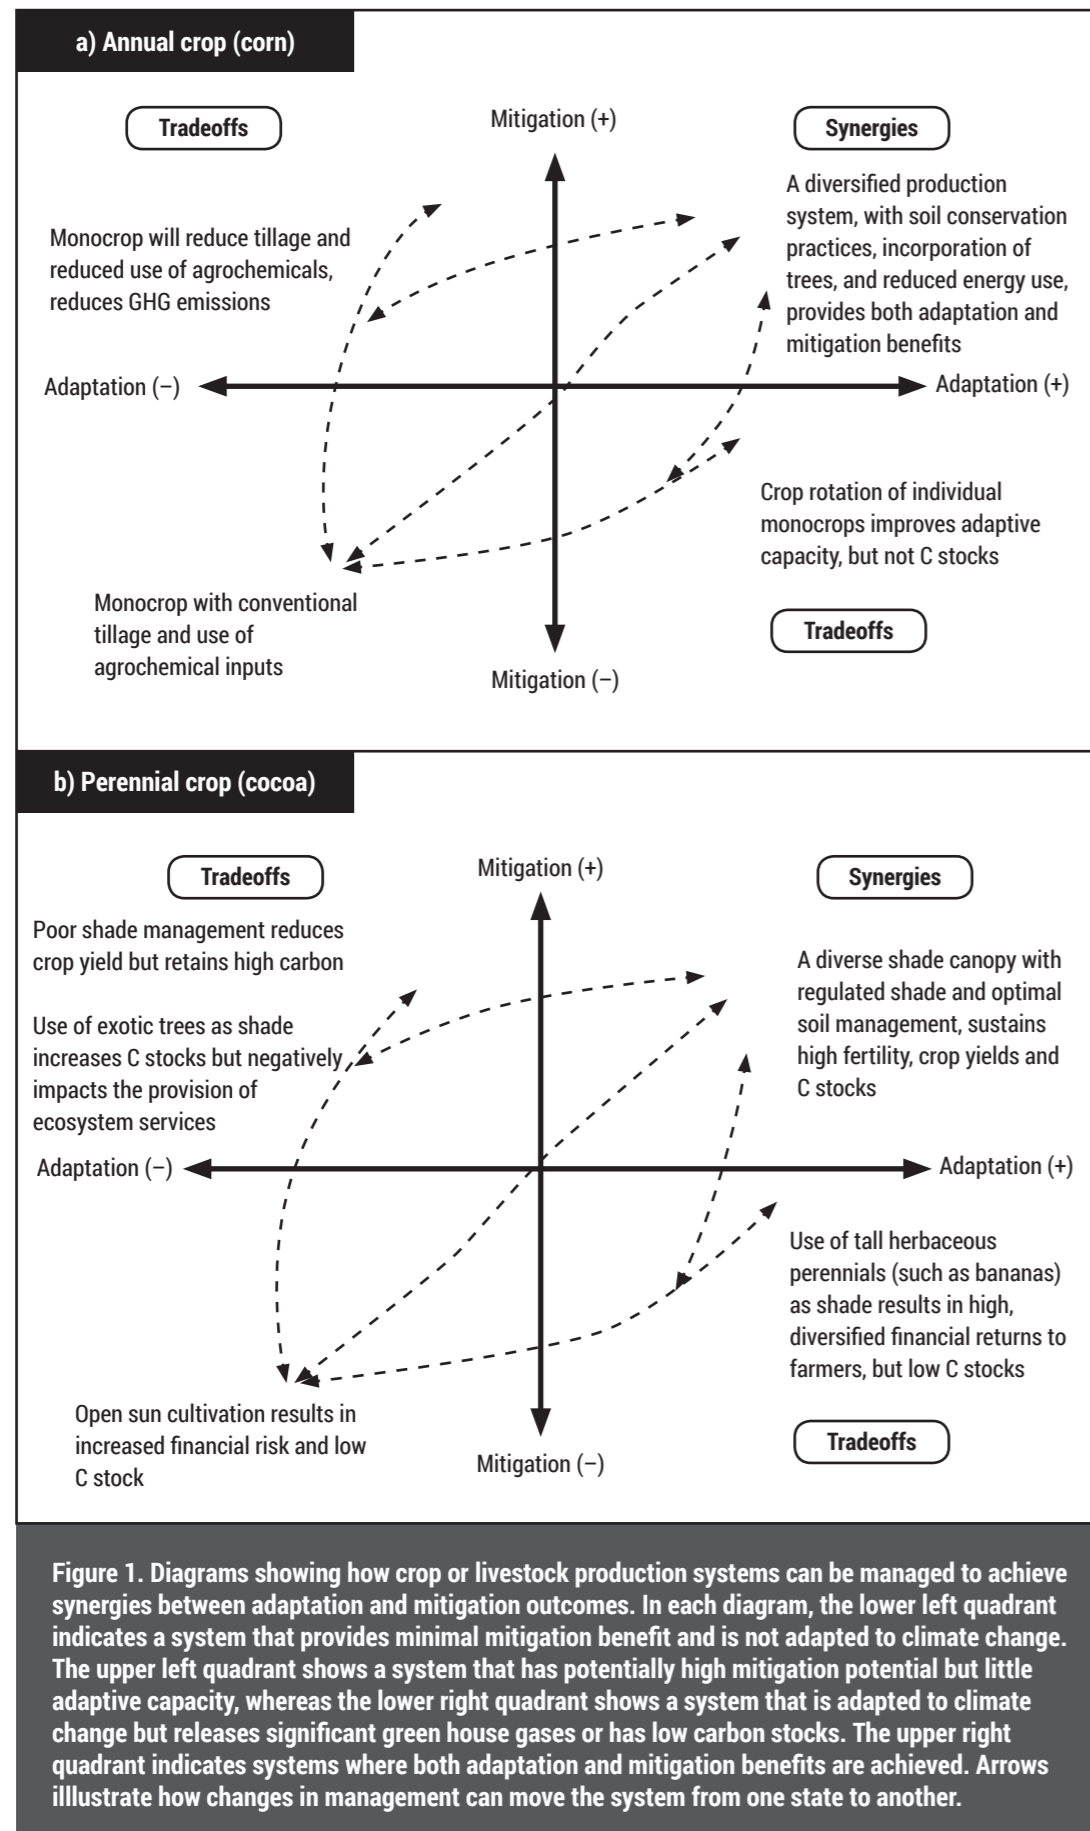 a) Annual crop (corn)
Tradeoffs
Mitigation (+)
Synergies
Monocrop will reduce tillage and
reduced use of agrochemicals,
reduces GHG emissions
A diversified production
system, with soil conservation
practices, incorporation of
trees, and reduced energy use,
provides both adaptation and
mitigation benefits
Adaptation (–)
Adaptation (+)
Crop rotation of individual
monocrops improves adaptive
capacity, but not C stocks
Monocrop with conventional
tillage and use of
agrochemical inputs
Tradeoffs
Mitigation (–)
b) Perennial crop (cocoa)
Tradeoffs
Mitigation (+)
Synergies
Poor shade management reduces
crop yield but retains high carbon
Use of exotic trees as shade
increases C stocks but negatively
impacts the provision of
ecosystem services
A diverse shade canopy with
regulated shade and optimal
soil management, sustains
high fertility, crop yields and
C stocks
Adaptation (–)
Adaptation (+)
Use of tall herbaceous
perennials (such as bananas)
as shade results in high,
diversified financial returns to
farmers, but low C stocks
Open sun cultivation results in
increased financial risk and low
C stock
Tradeoffs
Mitigation (–)
Figure 1. Diagrams showing how crop or livestock production systems can be managed to achieve
synergies between adaptation and mitigation outcomes. In each diagram, the lower left quadrant
indicates a system that provides minimal mitigation benefit and is not adapted to climate change.
The upper left quadrant shows a system that has potentially high mitigation potential but little
adaptive capacity, whereas the lower right quadrant shows a system that is adapted to climate
change but releases significant green house gases or has low carbon stocks. The upper right
quadrant indicates systems where both adaptation and mitigation benefits are achieved. Arrows
illlustrate how changes in management can move the system from one state to another.